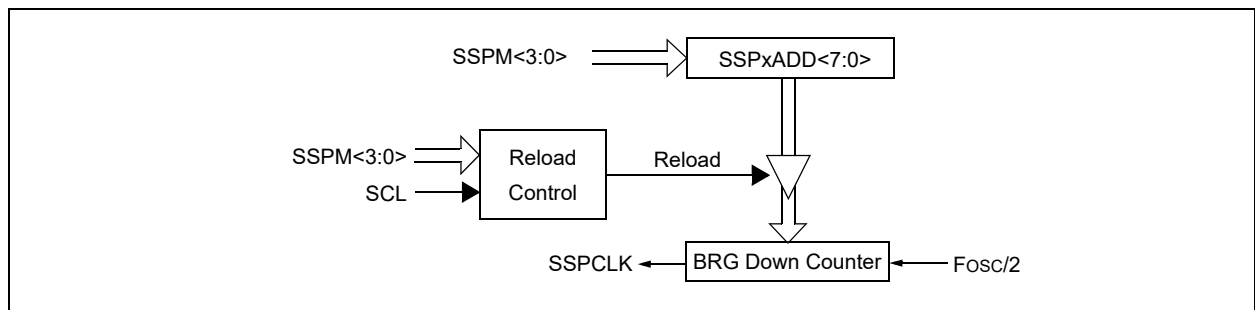 SSPM<3:0>
SSPxADD<7:0>
SSPM<3:0>
SCL
Reload
Control
Reload
SSPCLK
BRG Down Counter
FOSC/2